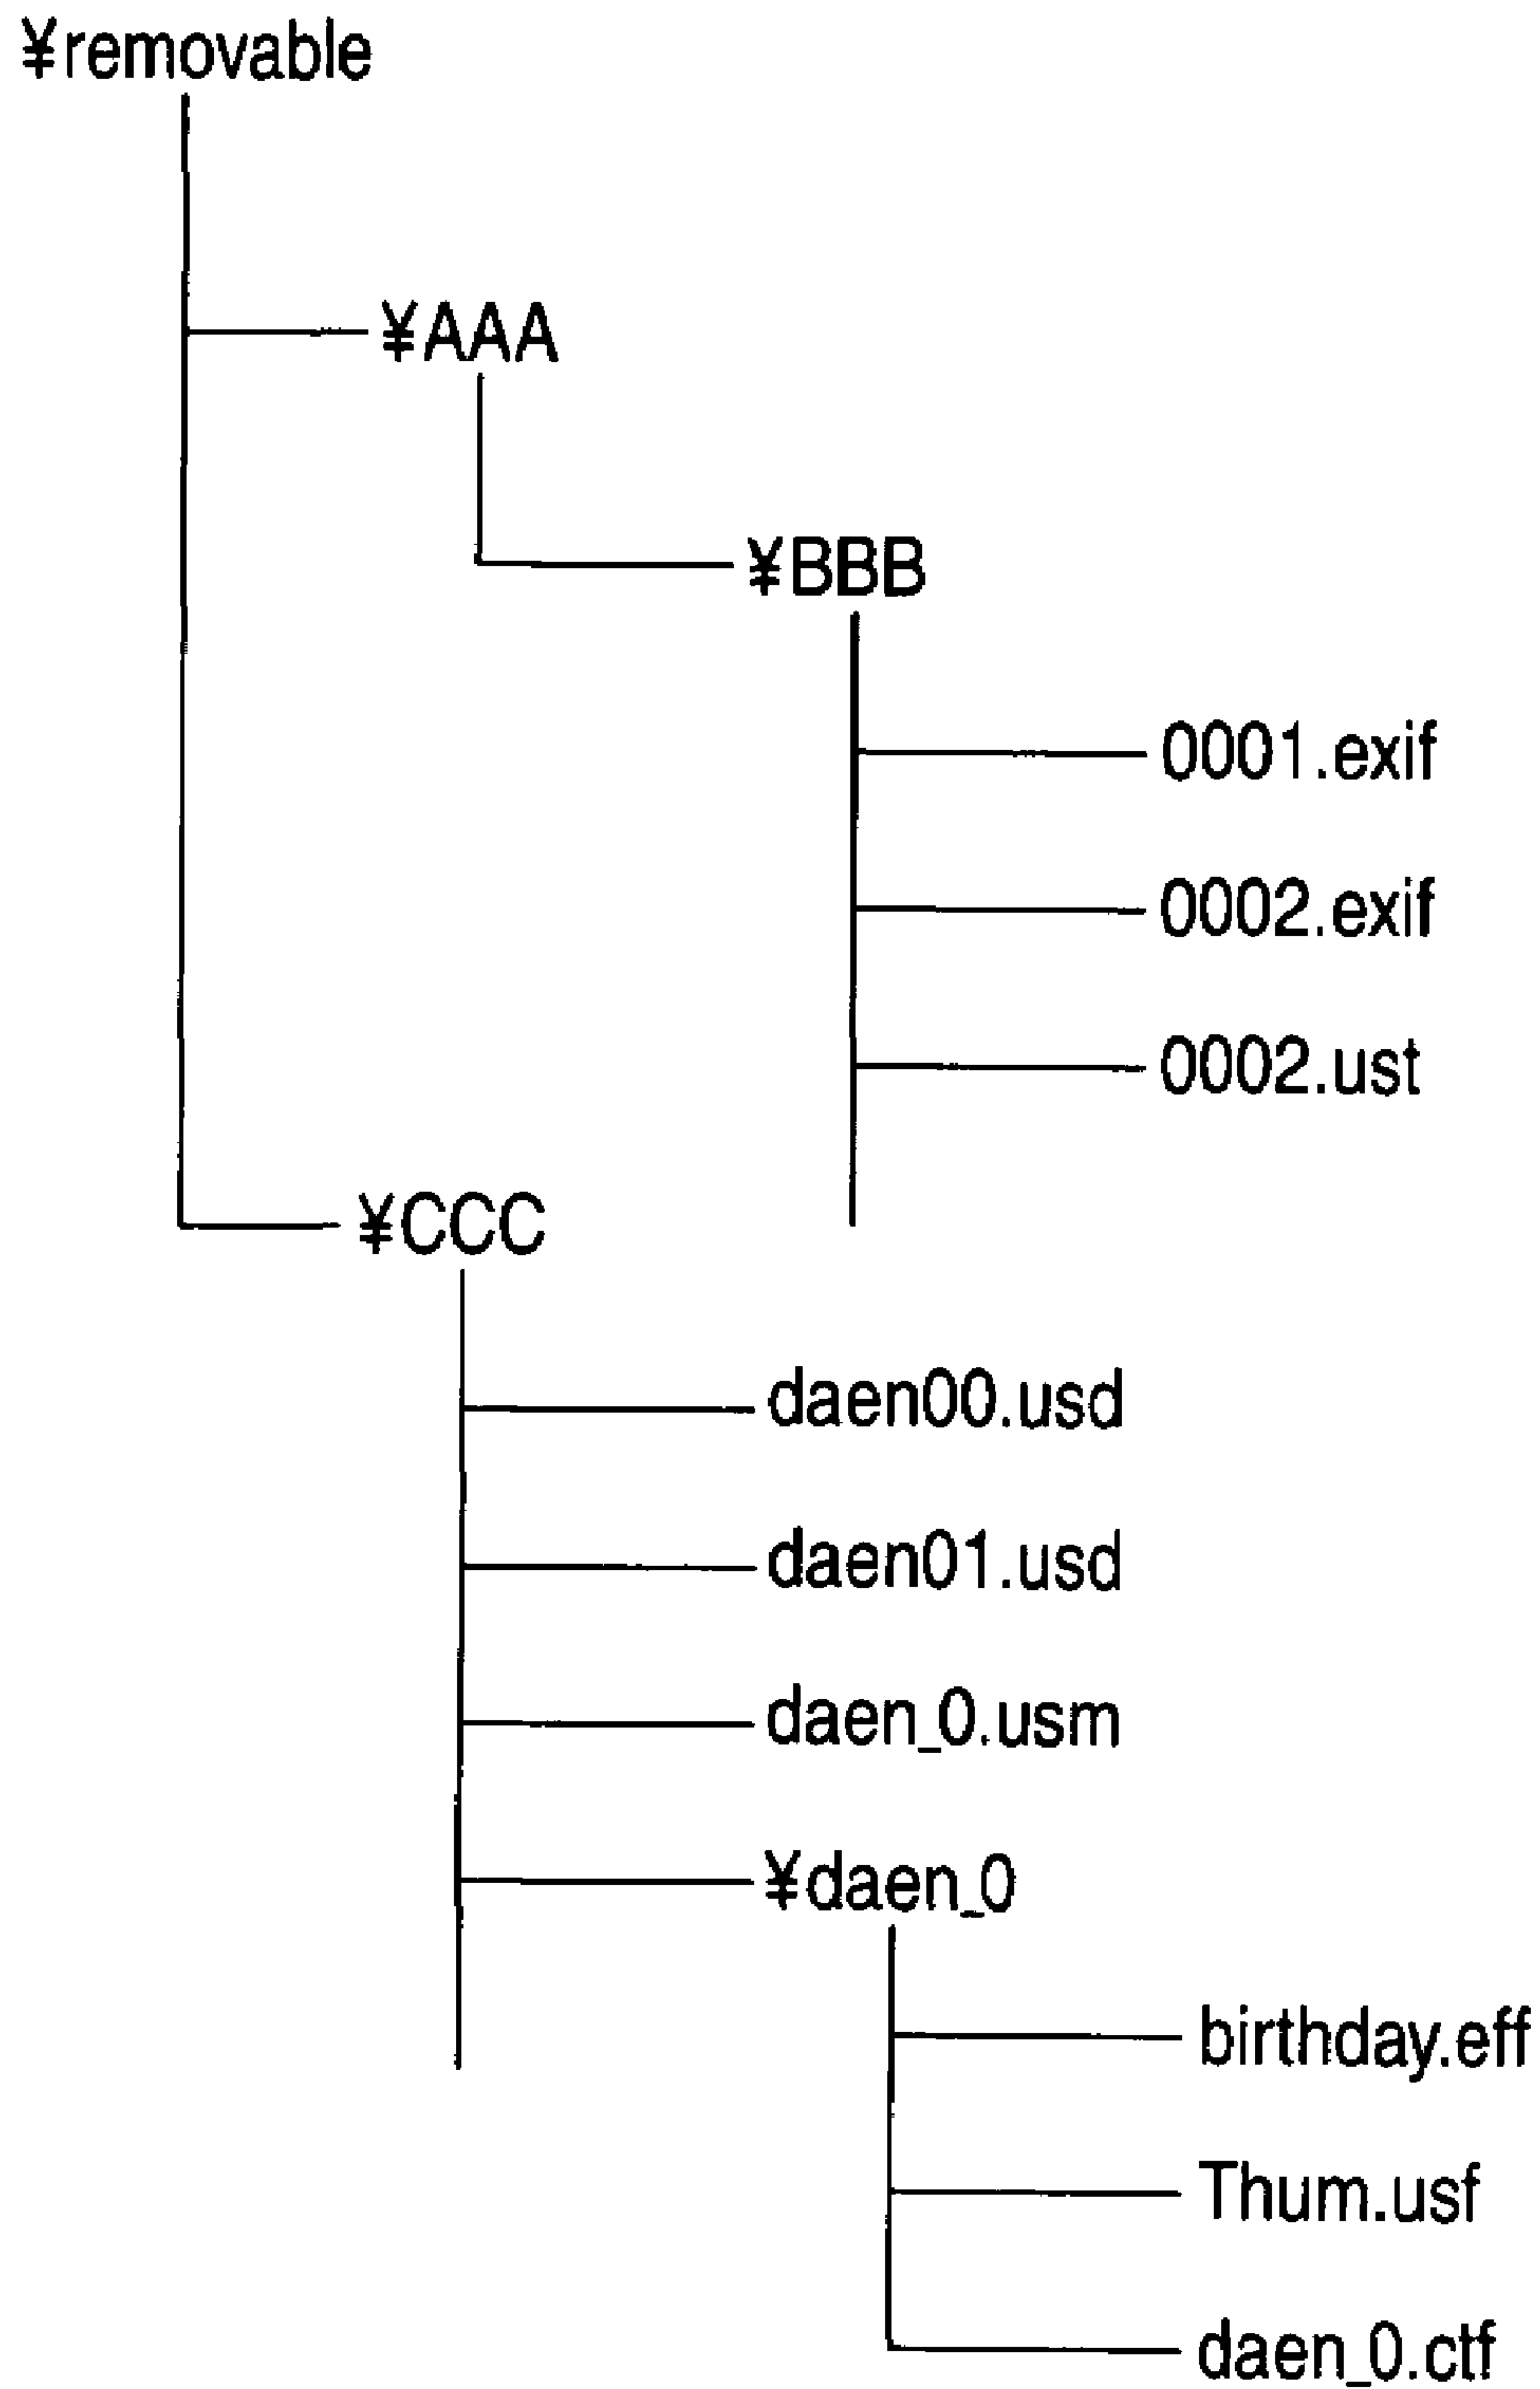 ¥removable
¥AAA
¥BBB
0001.exif
0002.exif
0002.ust
¥CCC
daen00.usd
daen01.usd
daen_0.usm
¥daen_0
birthday.eff
Thum.usf
daen_0.ctf